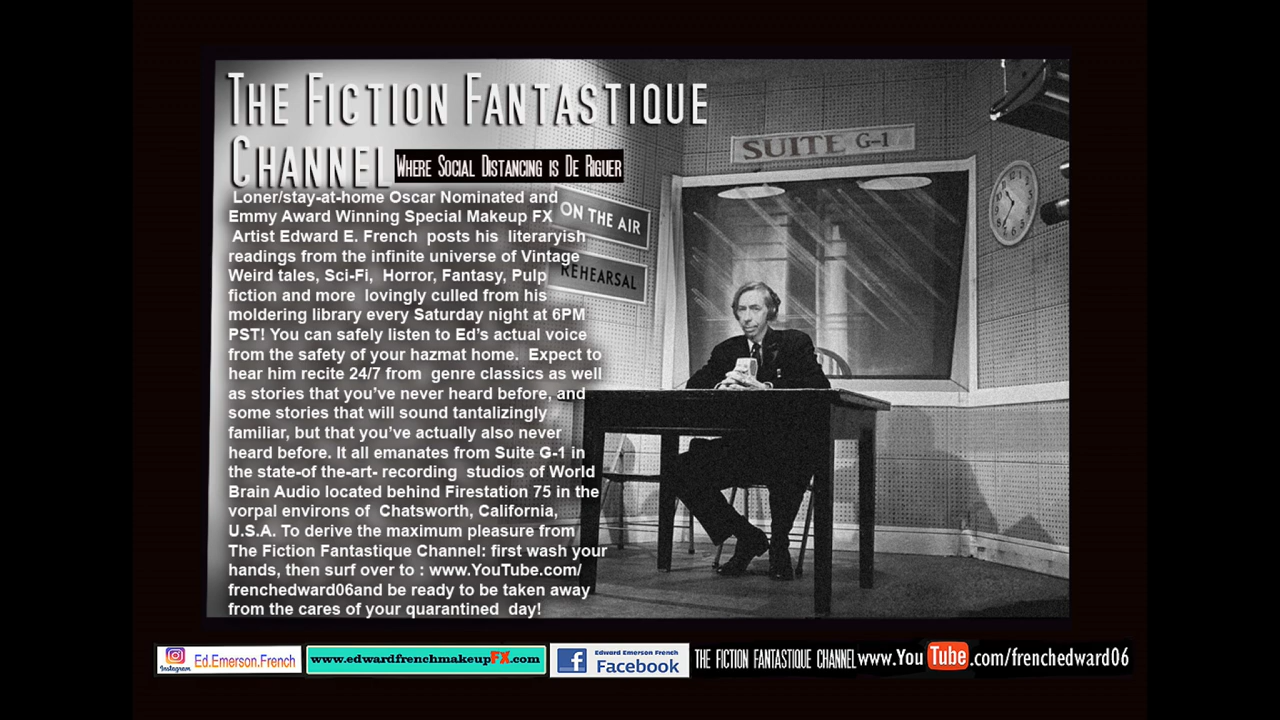 THE FICTION FANTASTIQUE
CHANNEL
WHERE SOCIAL DISTANCING IS DE RIGUER
Loner/stay-at-home Oscar Nominated and
Emmy Award Winning Special Makeup FX
Artist Edward E. French posts his literaryish
readings from the infinite universe of Vintage
Weird tales, Sci-Fi, Horror, Fantasy, Pulp
fiction and more lovingly culled from his
moldering library every Saturday night at 6PM
PST! You can safely listen to Ed's actual voice
from the safety of your hazmat home. Expect to
hear him recite 24/7 from genre classics as well
as stories that you've never heard before, and
some stories that will sound tantalizingly
familiar, but that you've actually also never
heard before. It all emanates from Suite G-1 in
the state-of the-art- recording studios of World
Brain Audio located behind Firestation 75 in the
vorpal environs of Chatsworth, California,
U.S.A. To derive the maximum pleasure from
The Fiction Fantastique Channel: first wash your
hands, then surf over to : www.YouTube.com/
frenchedward06and be ready to be taken away
from the cares of your quarantined day!
SUITE G-1
ON THE AIR
REHEARSAL
Instagram
Ed.Emerson.French
www.edwardfrenchmakeupFX.com
Edward Emerson French
Facebook
THE FICTION FANTASTIQUE CHANNEL www.YouTube.com/frenchedward06